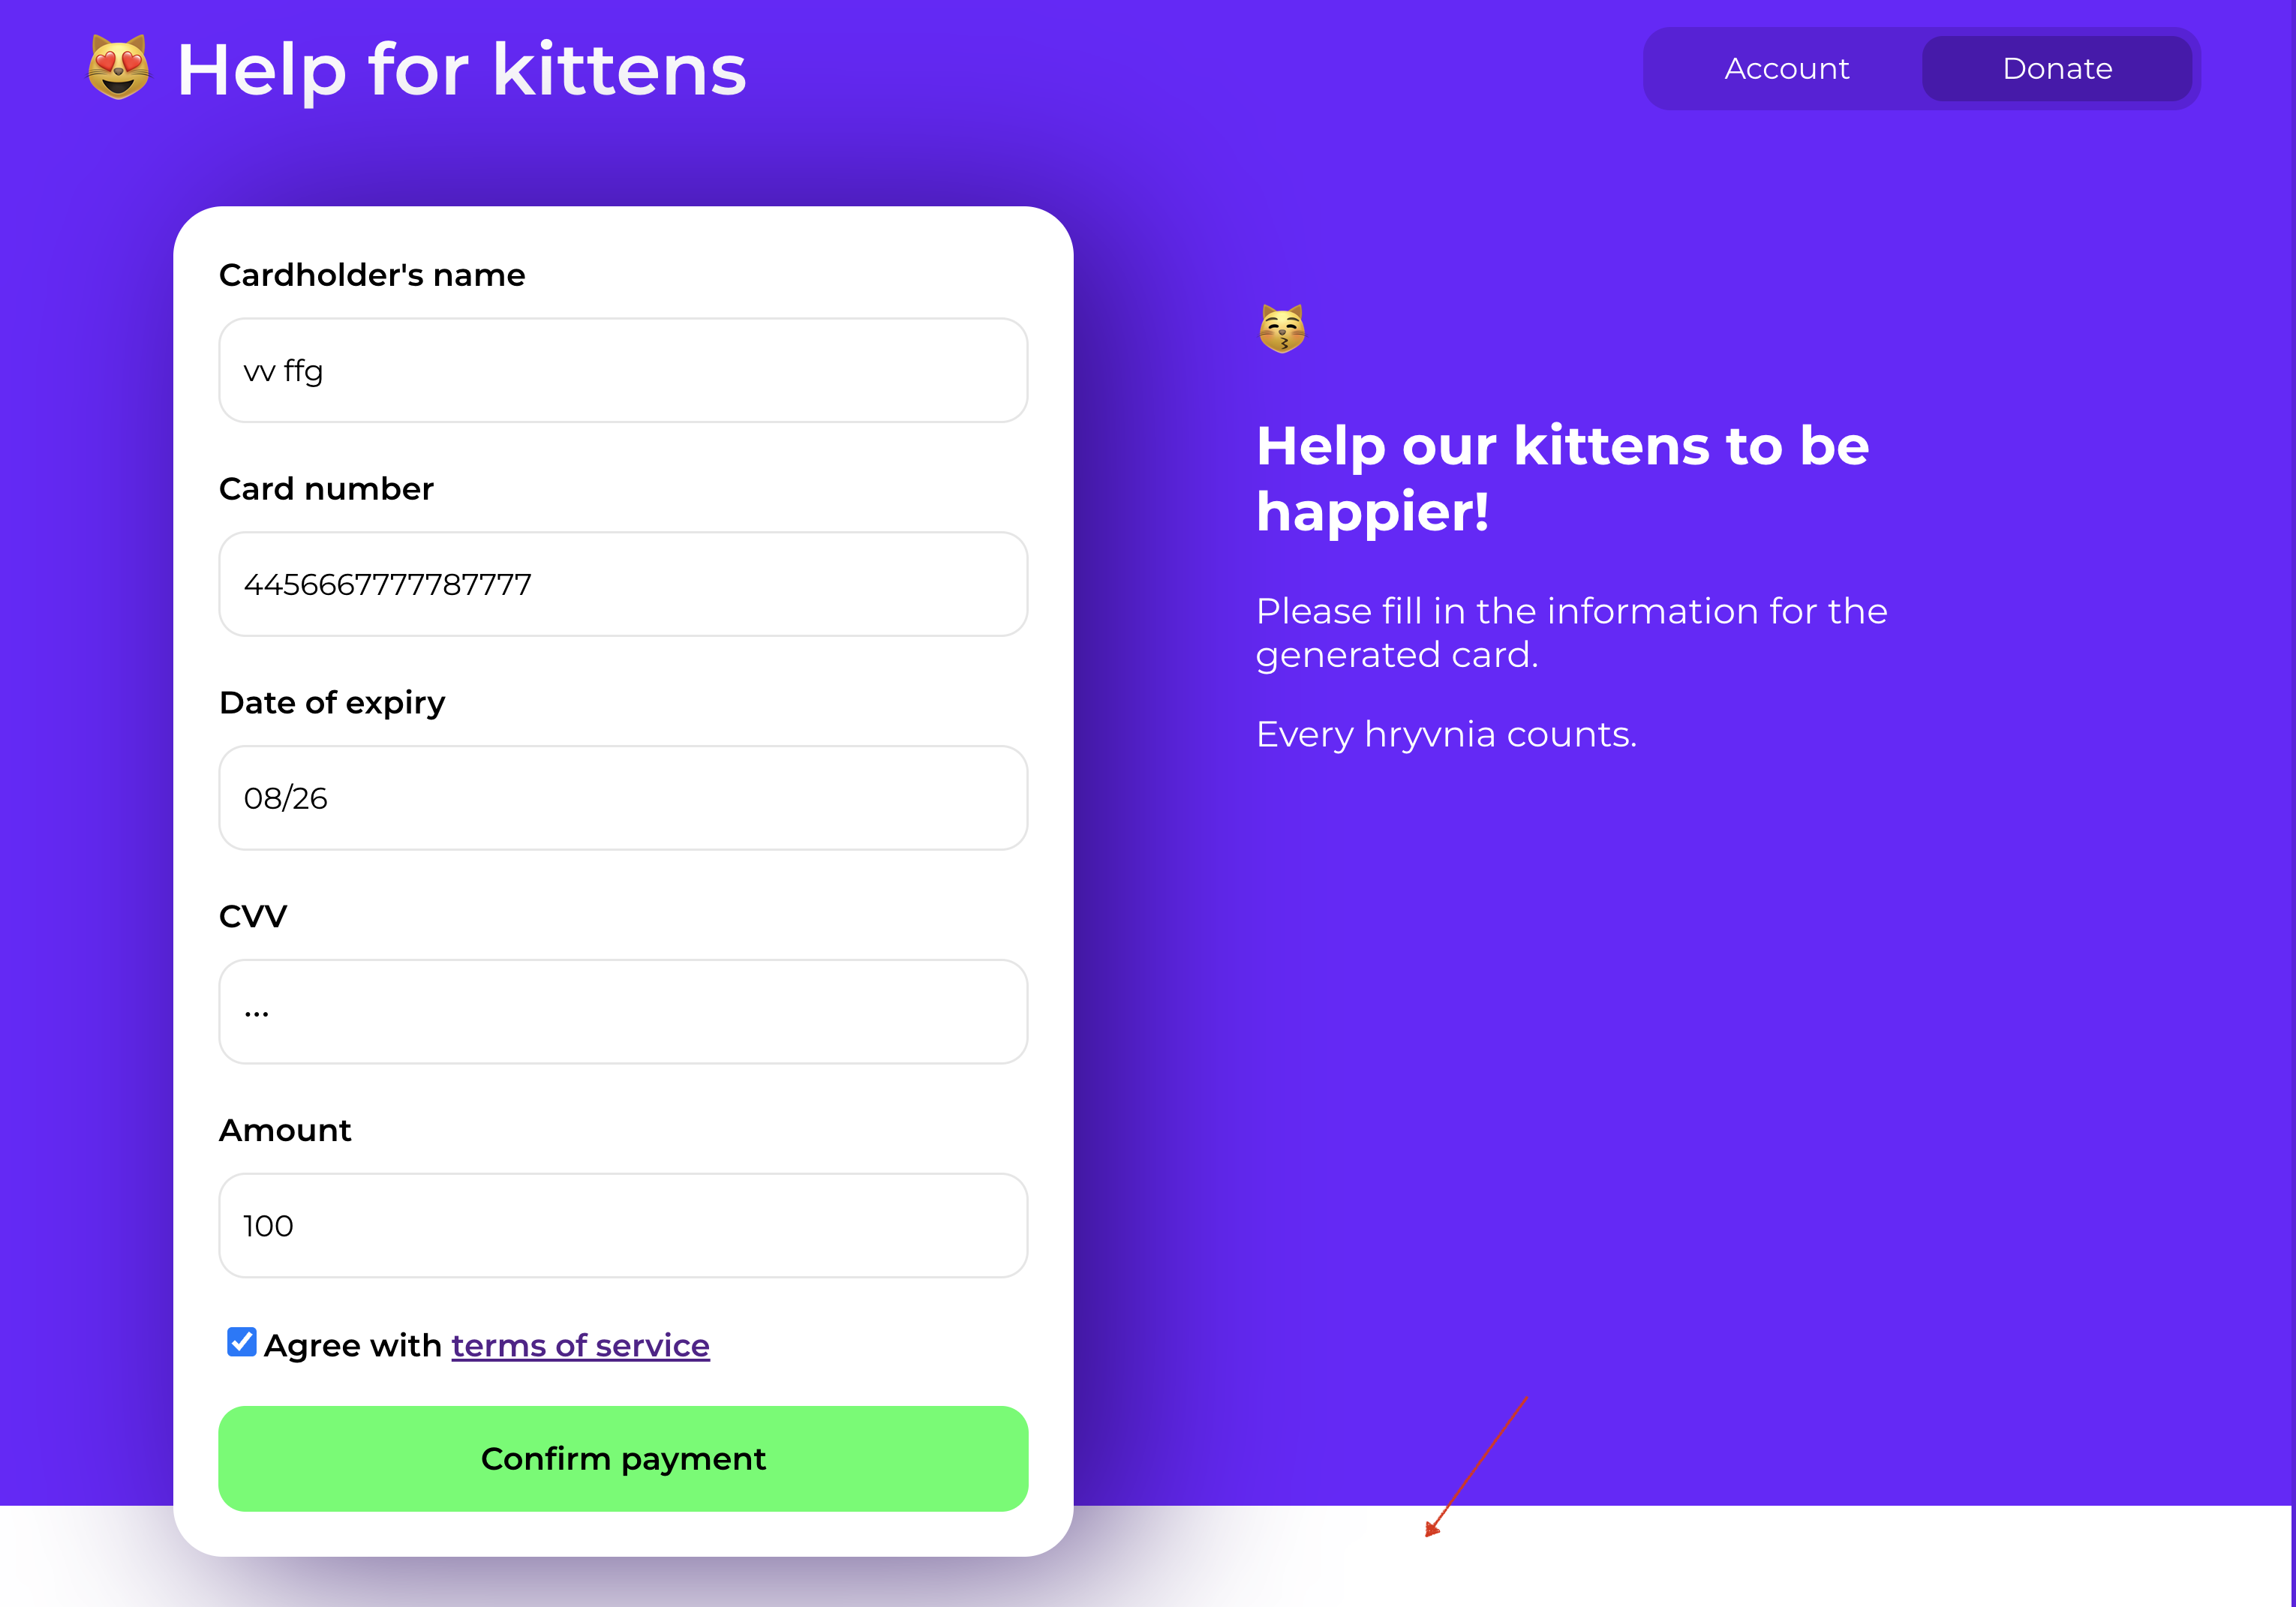 Help for kittens
Account
Donate
Cardholder's name
vv ffg
Card number
4456667777787777
Date of expiry
08/26
CVV
...
Amount
100
Agree with terms of service
Confirm payment
Help our kittens to be
happier!
Please fill in the information for the
generated card.
Every hryvnia counts.